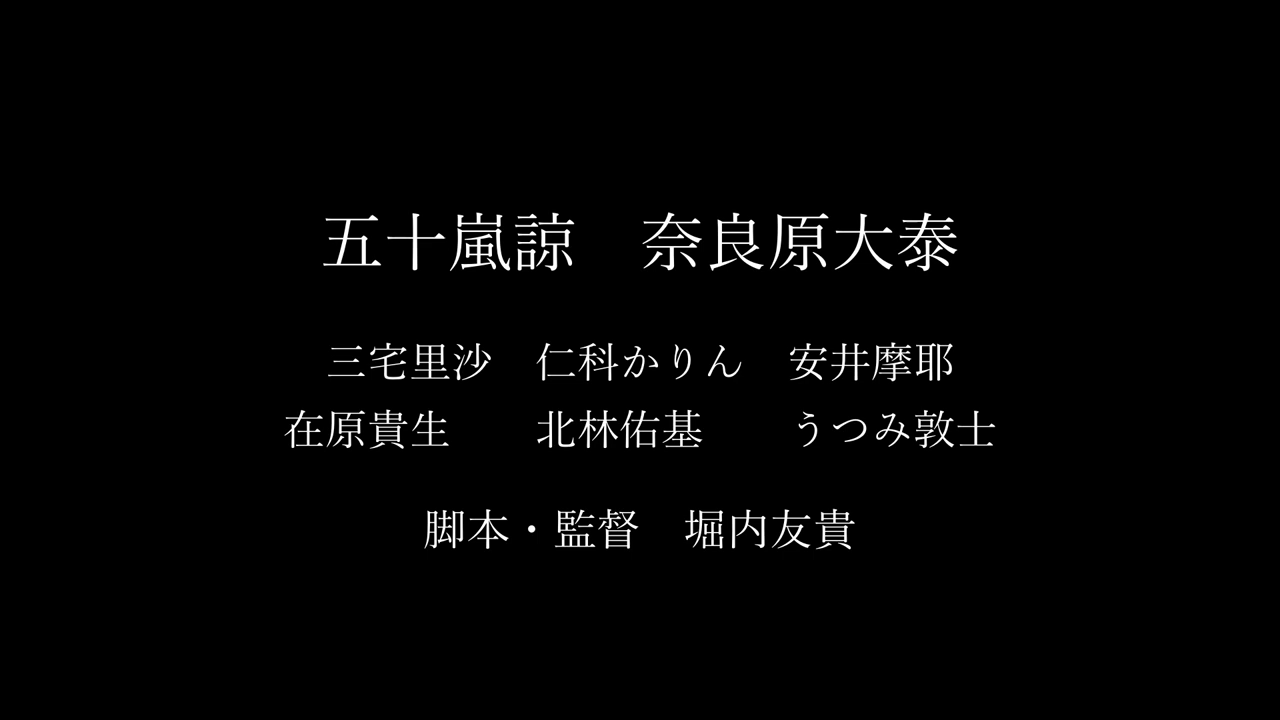 五十嵐諒　奈良原大泰
三宅里沙　仁科かりん　安井摩耶
在原貴生　　北林佑基　　うつみ敦士
脚本・監督　堀内友貴